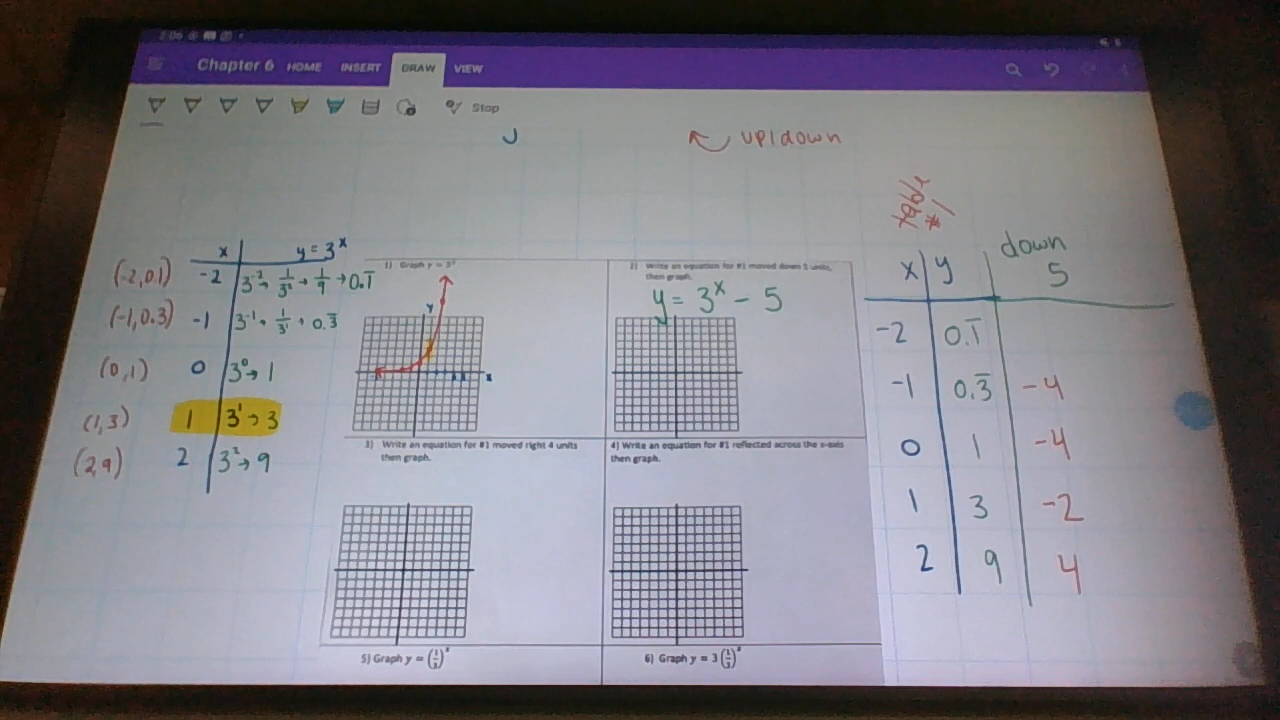 2:06
Chapter 6 HOME INSERT DRAW VIEW
Stop
up/down
table
#1
x y = 3^x
(-2,0.1) -2 3^-2 → 1/3^2 → 1/9 → 0.1̅
(-1,0.3) -1 3^-1 → 1/3^1 → 0.3̅
(0,1) 0 3^0 → 1
(1,3) 1 3^1 → 3
(2,9) 2 3^2 → 9
1) Graph y = 3^x
y
x
2) Write an equation for #1 moved down 5 units,
then graph.
y = 3^x - 5
3) Write an equation for #1 moved right 4 units
then graph.
4) Write an equation for #1 reflected across the x-axis
then graph.
5) Graph y = (1/3)^x
6) Graph y = 3(1/3)^x
x y down
5
-2 0.1̅
-1 0.3̅ -4
0 1 -4
1 3 -2
2 9 4